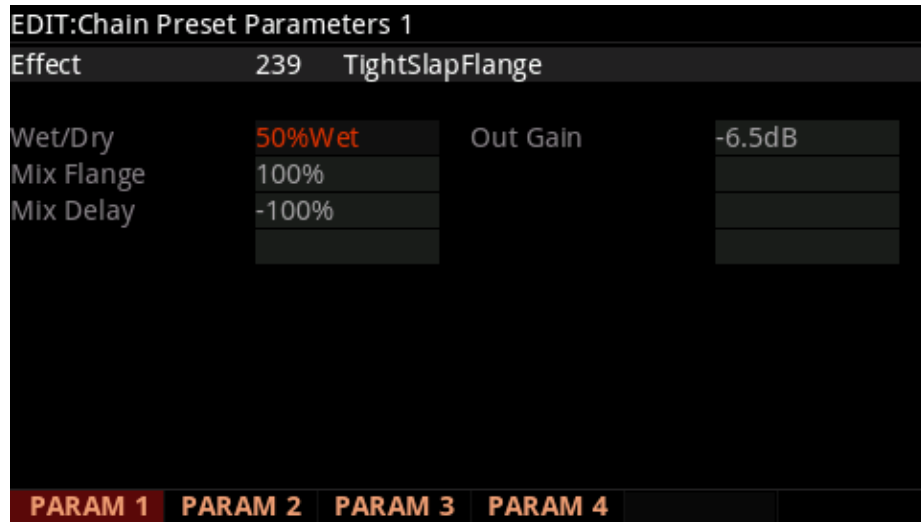 EDIT:Chain Preset Parameters 1
Effect 239 TightSlapFlange
Wet/Dry 50%Wet Out Gain -6.5dB
Mix Flange 100%
Mix Delay -100%
PARAM 1 PARAM 2 PARAM 3 PARAM 4